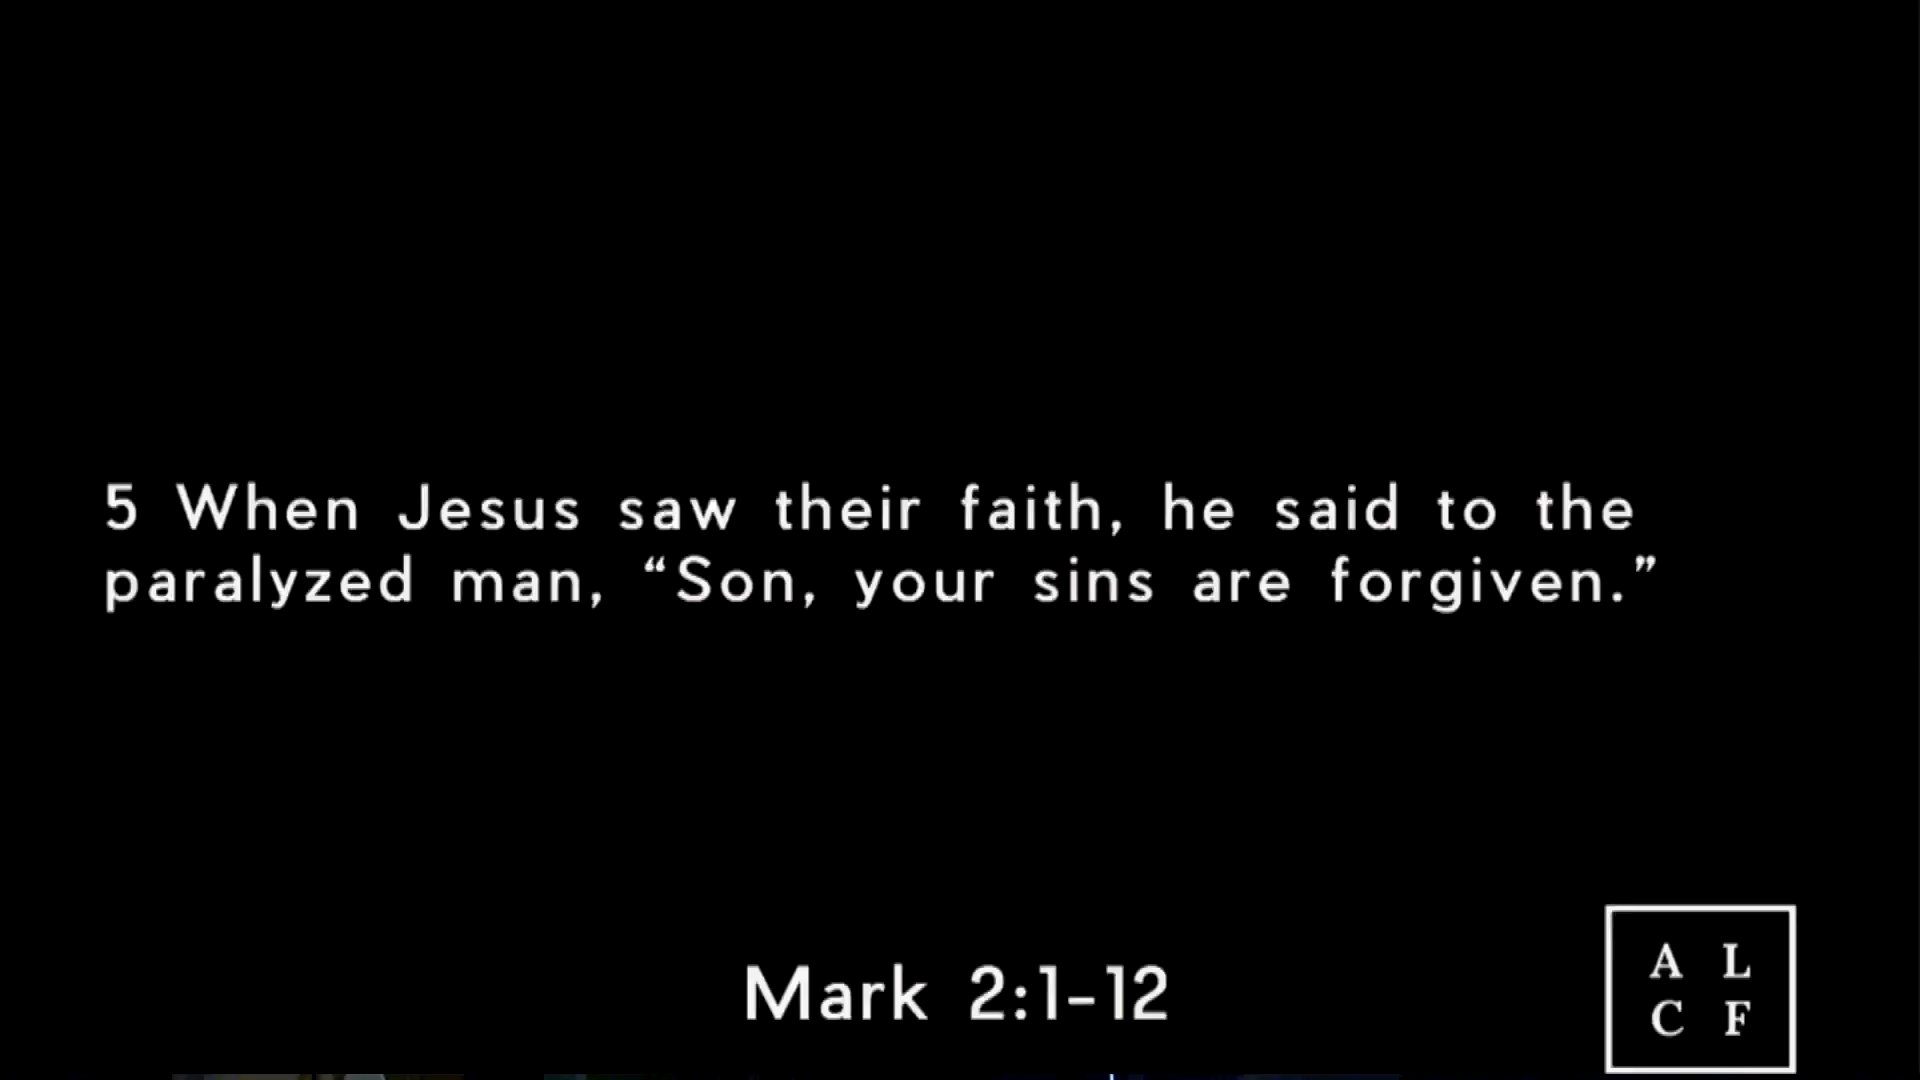 5 When Jesus saw their faith, he said to the
paralyzed man, “Son, your sins are forgiven.”
Mark 2:1-12
A L
C F